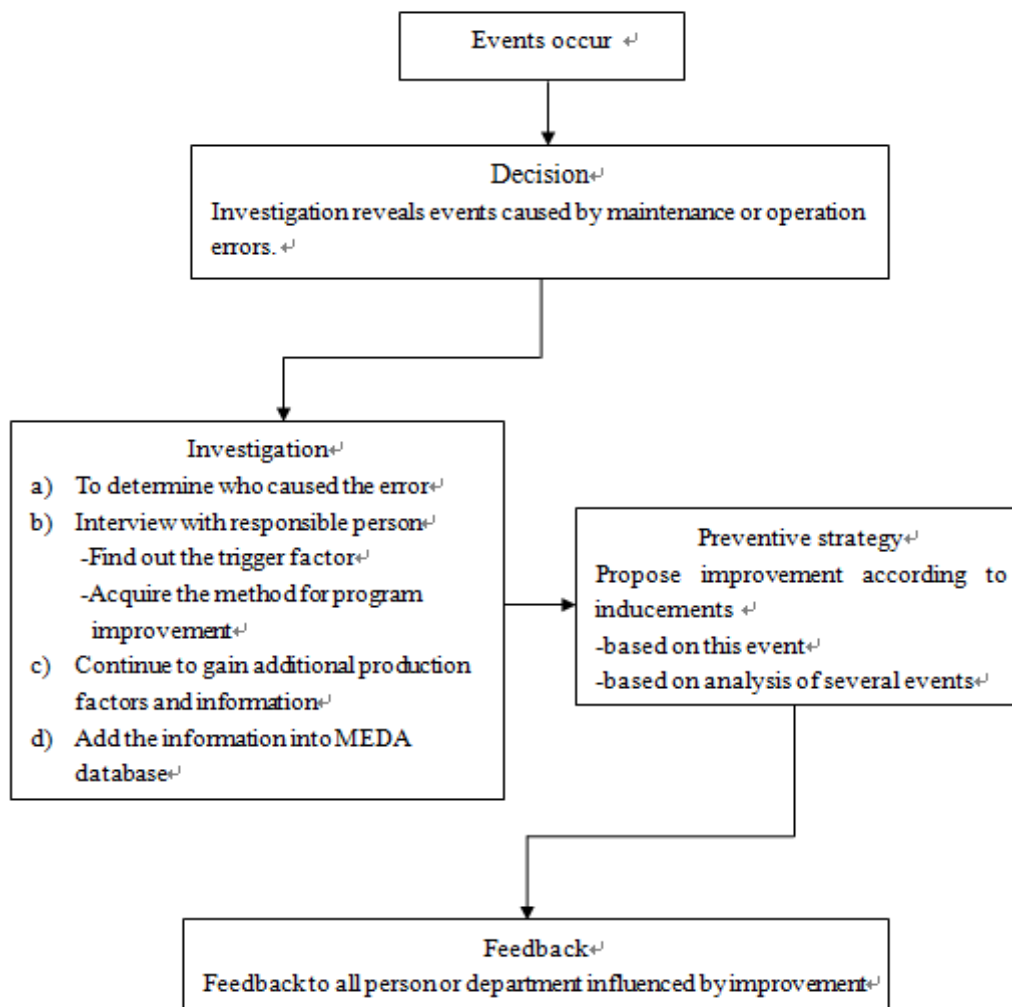 Events occur ↵
Decision↵
Investigation reveals events caused by maintenance or operation
errors. ↵
Investigation↵
a) To determine who caused the error↵
b) Interview with responsible person↵
-Find out the trigger factor↵
-Acquire the method for program
improvement↵
c) Continue to gain additional production
factors and information↵
d) Add the information into MEDA
database↵
Preventive strategy↵
Propose improvement according to
inducements ↵
-based on this event↵
-based on analysis of several events↵
Feedback↵
Feedback to all person or department influenced by improvement↵